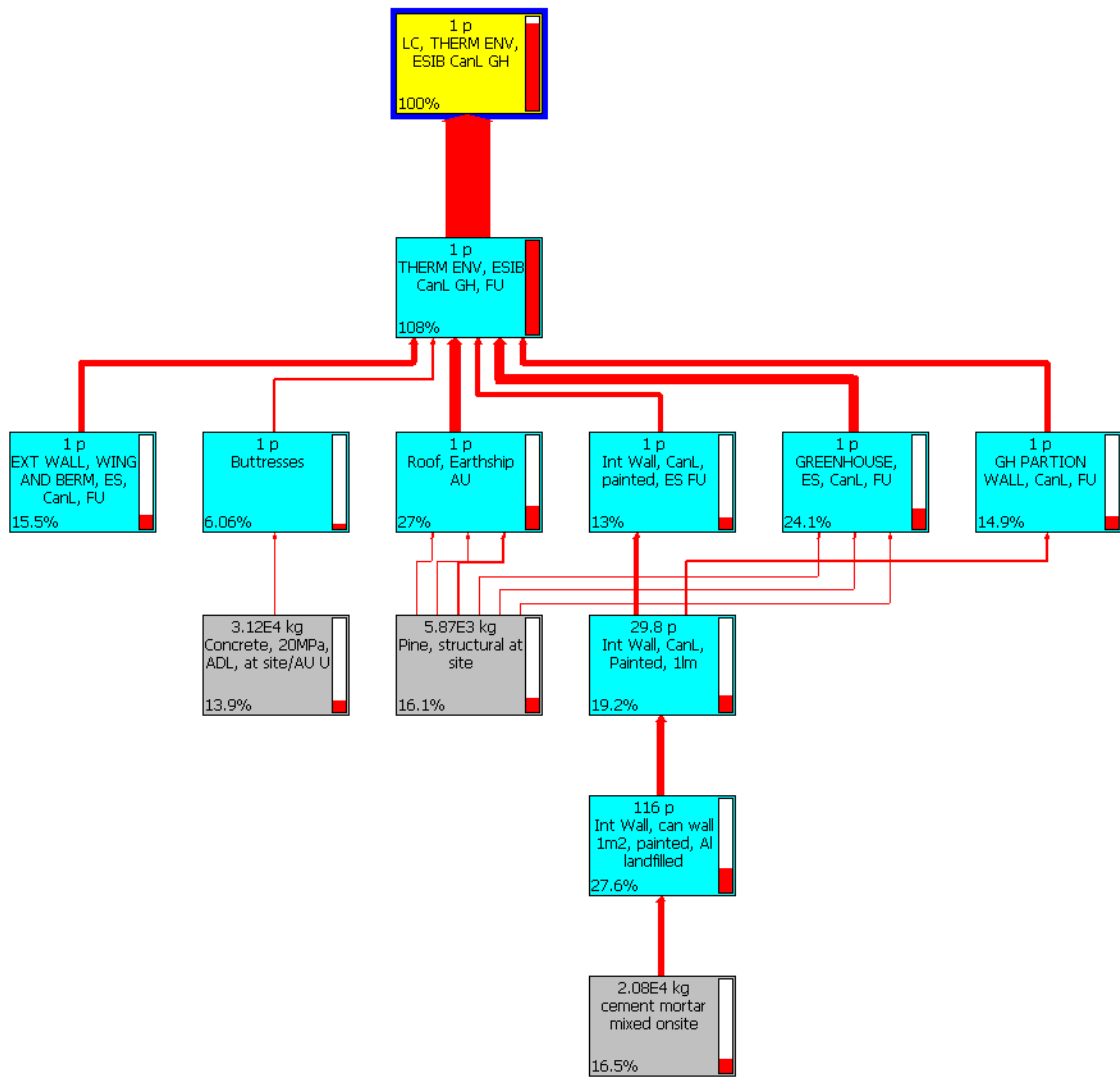 1 p
LC, THERM ENV,
ESIB CanL GH
100%
1 p
THERM ENV, ESIB
CanL GH, FU
108%
1 p
EXT WALL, WING
AND BERM, ES,
CanL, FU
15.5%
1 p
Buttresses
6.06%
1 p
Roof, Earthship
AU
27%
1 p
Int Wall, CanL,
painted, ES FU
13%
1 p
GREENHOUSE,
ES, CanL, FU
24.1%
1 p
GH PARTION
WALL, CanL, FU
14.9%
3.12E4 kg
Concrete, 20MPa,
ADL, at site/AU U
13.9%
5.87E3 kg
Pine, structural at
site
16.1%
29.8 p
Int Wall, CanL,
Painted, 1lm
19.2%
116 p
Int Wall, can wall
1m2, painted, Al
landfilled
27.6%
2.08E4 kg
cement mortar
mixed onsite
16.5%